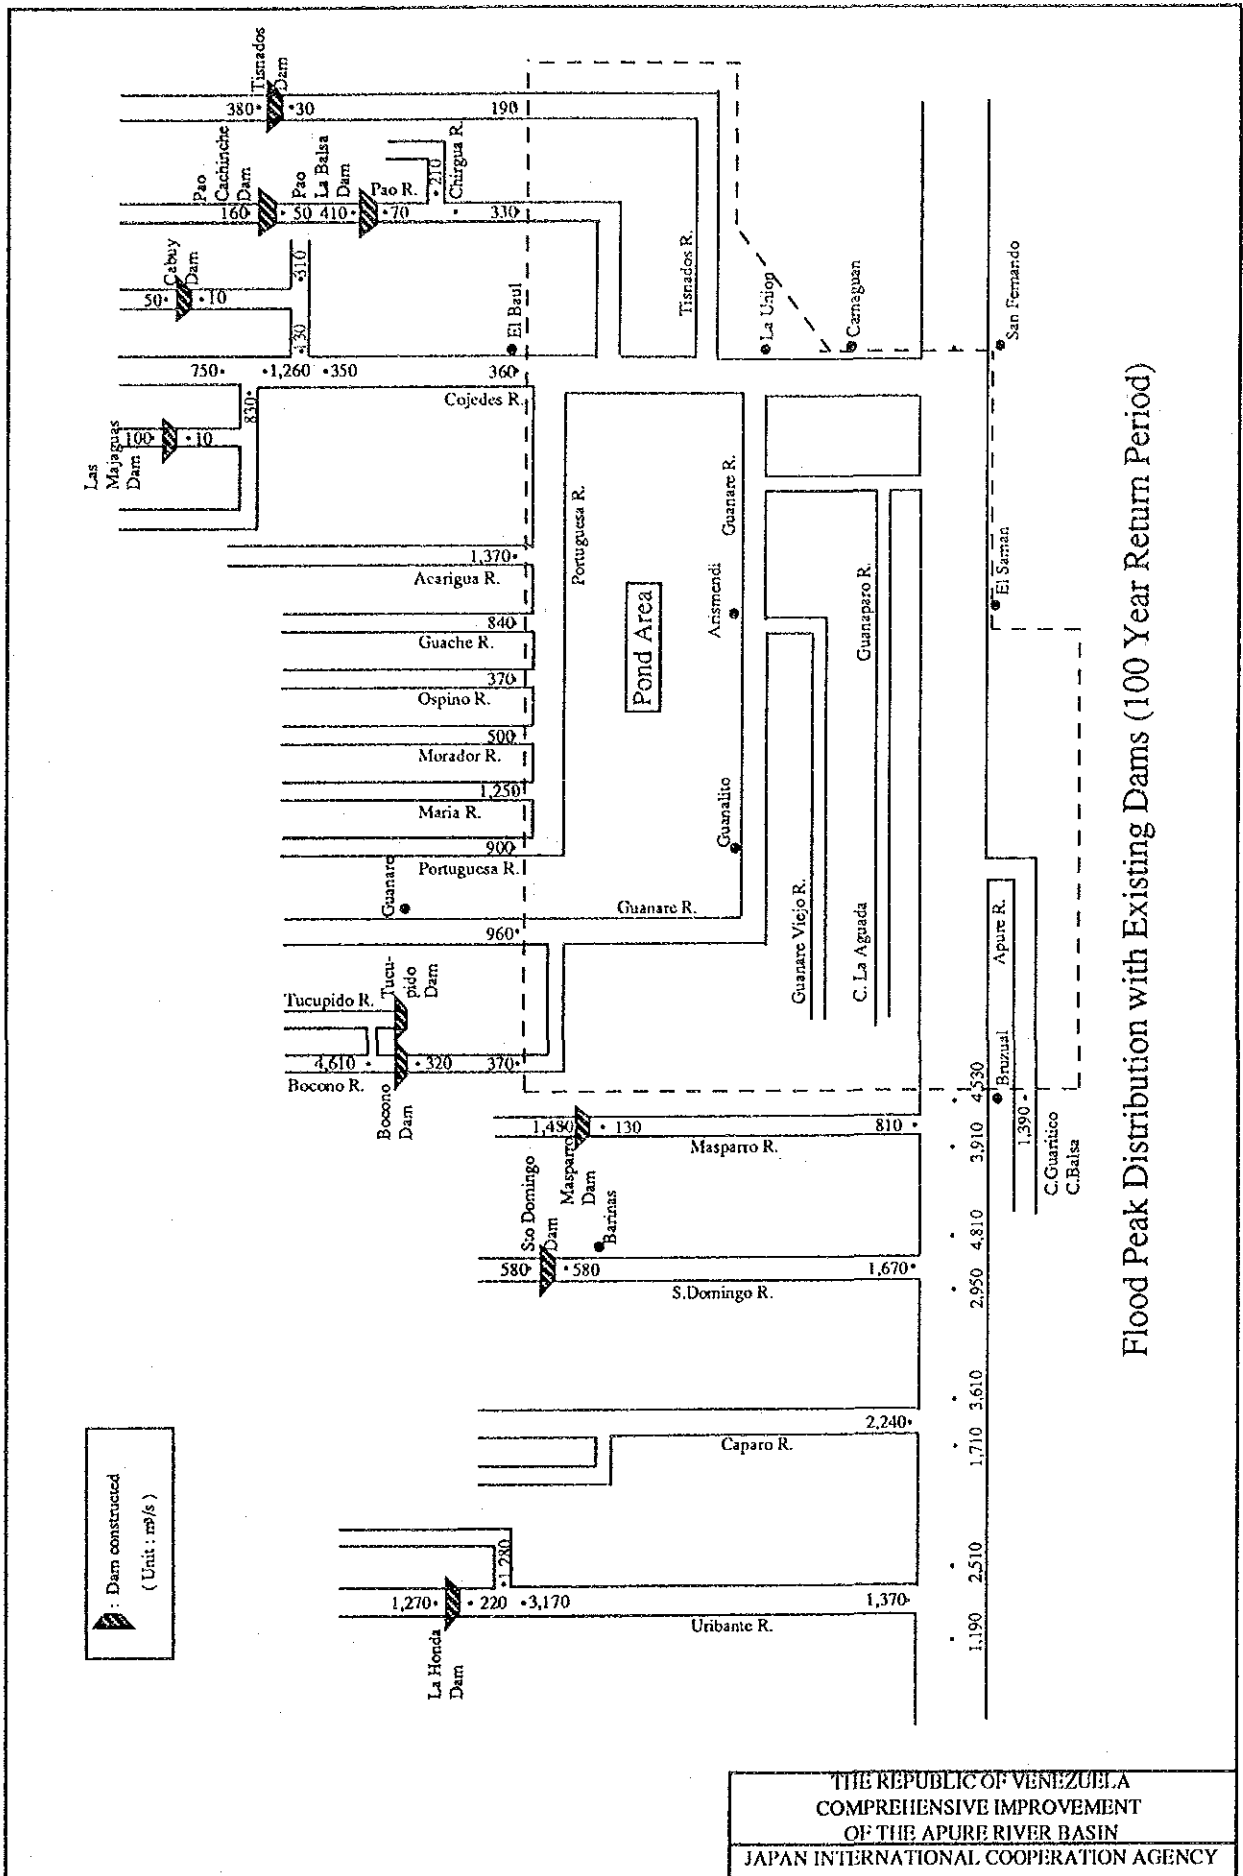 Tisnados
Dam
380
30
190
Pao
Cachinche
Dam
160
50
Pao
La Balsa
Dam
410
70
Pao R.
210
Chirgua R.
330
Cabuy
Dam
50
10
310
130
El Baul
Tisnados R.
La Union
Camaguan
San Fernando
750
1,260
350
360
830
Cojedes R.
Las
Majaguas
Dam
100
10
1,370
Acarigua R.
840
Guache R.
370
Ospino R.
500
Morador R.
1,250
Maria R.
900
Portuguesa R.
Portuguesa R.
Pond Area
Arismendi
Guanare R.
Guanalito
Guanaparo R.
El Saman
Guanaro
960
Guanare R.
Guanare Viejo R.
C. La Aguada
Apure R.
Tucupido R.
Tucu-
pido
Dam
4,610
320
370
Bocono R.
Bocono
Dam
Bruzual
4,530
1,390
C.Guaritico
C.Balsa
1,480
130
810
Masparro R.
Masparro
Dam
3,910
Sto Domingo
Dam
Barinas
580
580
1,670
S.Domingo R.
4,810
2,950
2,240
Caparo R.
3,610
1,710
1,270
220
1,280
3,170
1,370
Uribante R.
La Honda
Dam
2,510
1,190
: Dam constructed
( Unit : m³/s )
Flood Peak Distribution with Existing Dams (100 Year Return Period)
THE REPUBLIC OF VENEZUELA
COMPREHENSIVE IMPROVEMENT
OF THE APURE RIVER BASIN
JAPAN INTERNATIONAL COOPERATION AGENCY